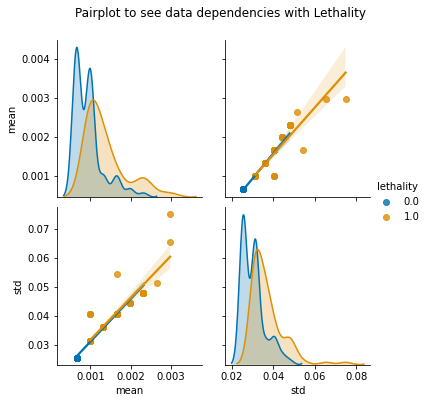 Pairplot to see data dependencies with Lethality
0.004
0.003
0.002
0.001
mean
lethality
0.0
1.0
0.07
0.06
0.05
0.04
0.03
std
0.001 0.002 0.003
0.02 0.04 0.06 0.08
mean std